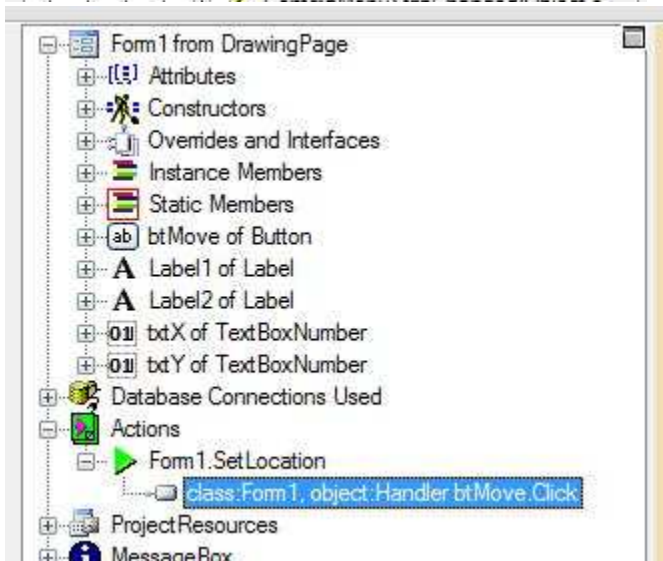 Form1 from DrawingPage
Attributes
Constructors
Overrides and Interfaces
Instance Members
Static Members
ab btMove of Button
A Label1 of Label
A Label2 of Label
txtX of TextBoxNumber
txtY of TextBoxNumber
Database Connections Used
Actions
Form1.SetLocation
class:Form1, object:Handler btMove.Click
ProjectResources
MessageBox